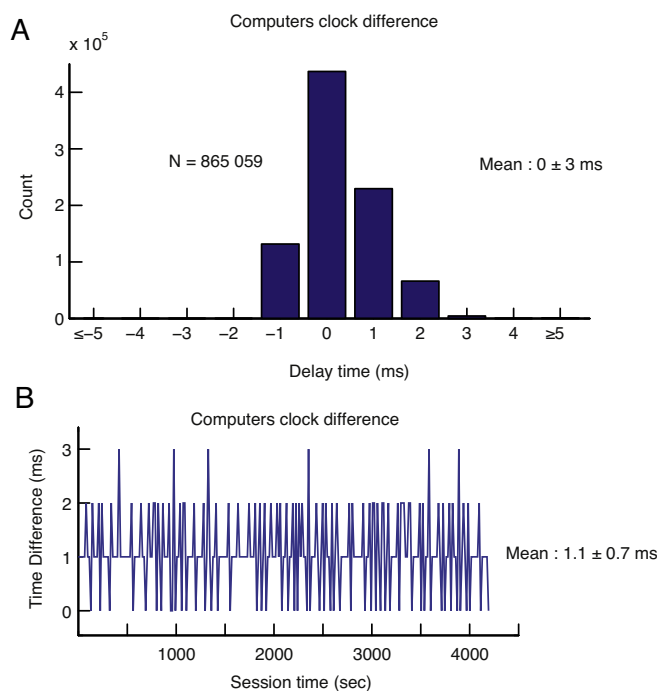 A
Computers clock difference
x 10^5
4
3
2
1
0
Count
N = 865 059
Mean : 0 ± 3 ms
≤–5 –4 –3 –2 –1 0 1 2 3 4 ≥5
Delay time (ms)
B
Computers clock difference
3
2
1
0
Time Difference (ms)
Mean : 1.1 ± 0.7 ms
1000 2000 3000 4000
Session time (sec)